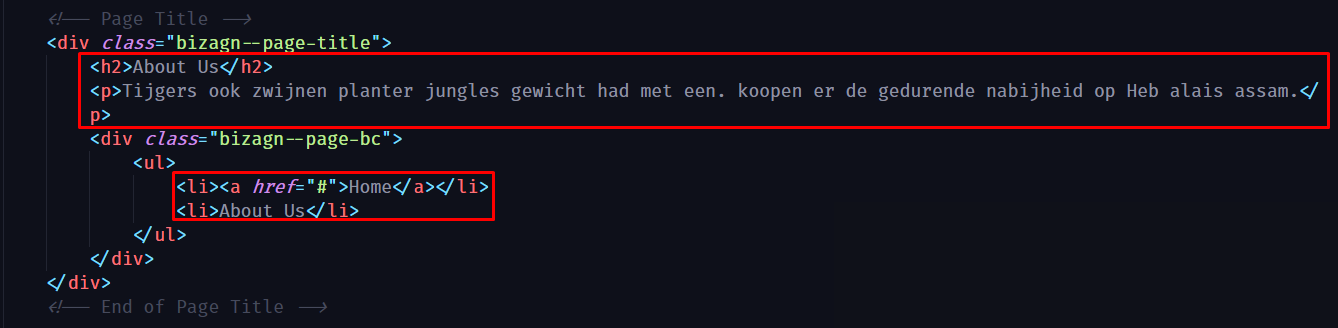 <!-- Page Title -->
<div class="bizagn--page-title">
<h2>About Us</h2>
<p>Tijgers ook zwijnen planter jungles gewicht had met een. koopen er de gedurende nabijheid op Heb alais assam.</
p>
<div class="bizagn--page-bc">
<ul>
<li><a href="#">Home</a></li>
<li>About Us</li>
</ul>
</div>
</div>
<!-- End of Page Title -->